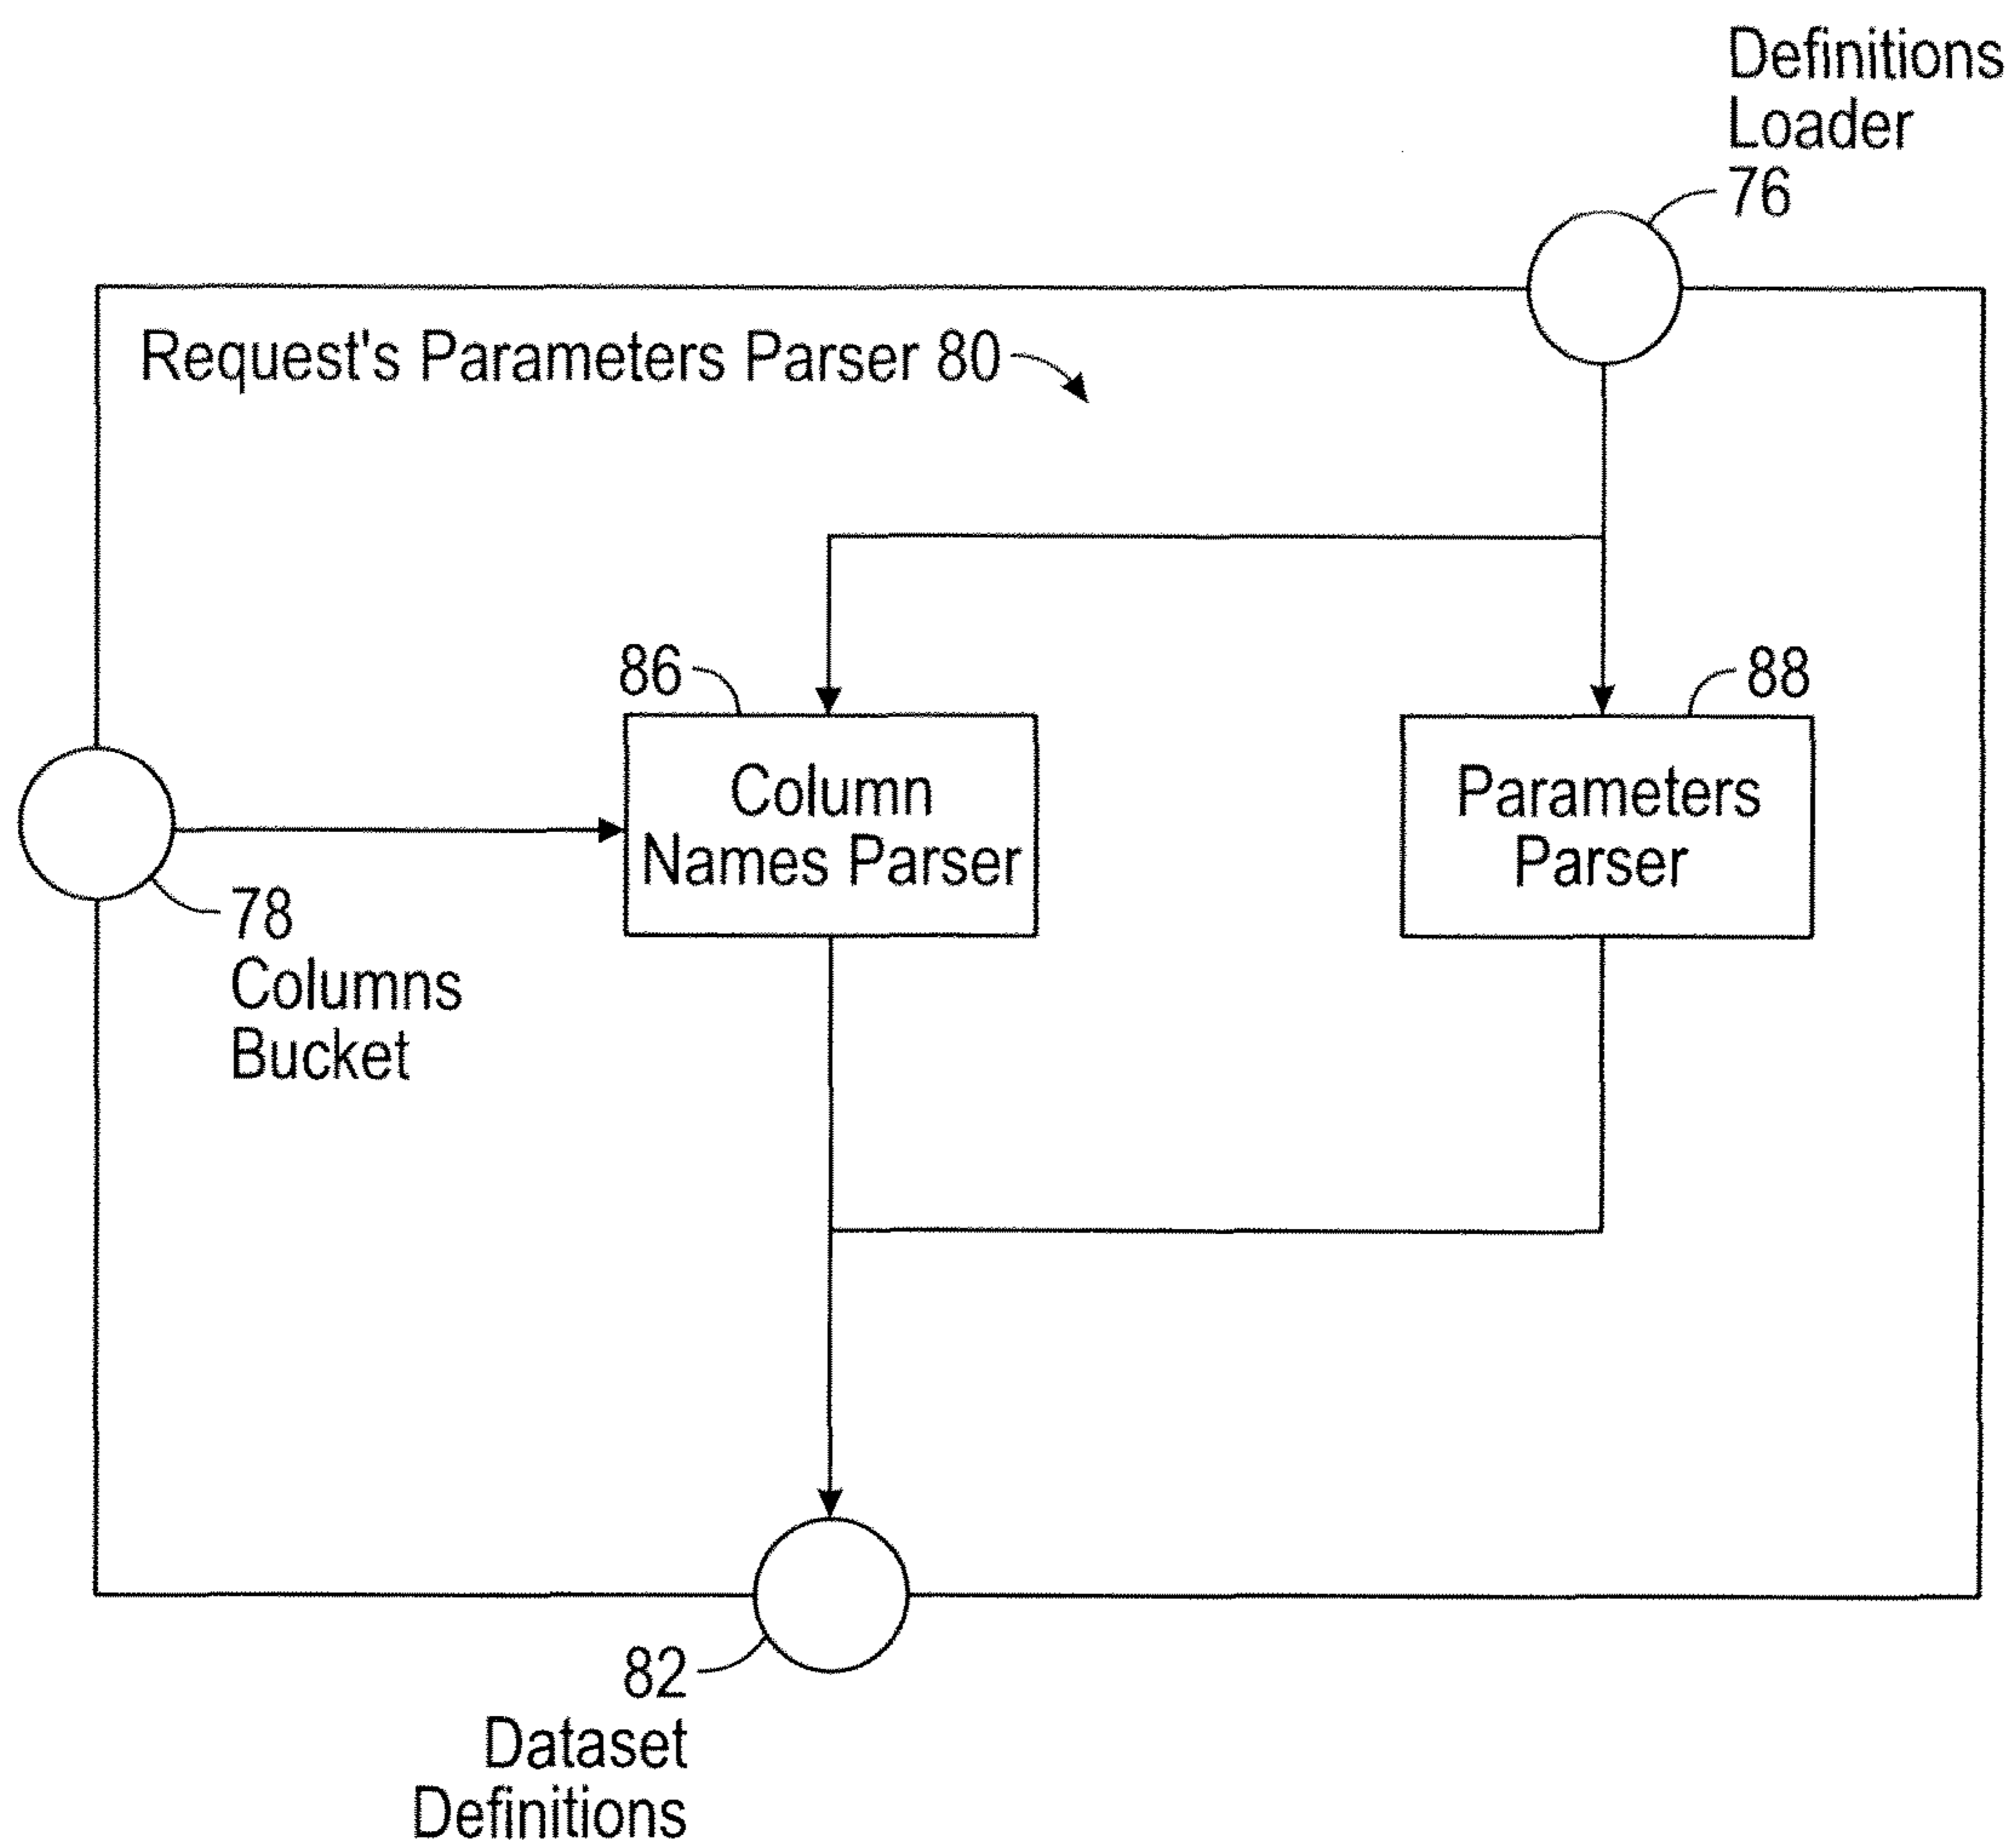 Definitions
Loader
76
Request's Parameters Parser 80
86
88
Column
Names Parser
Parameters
Parser
78
Columns
Bucket
82
Dataset
Definitions